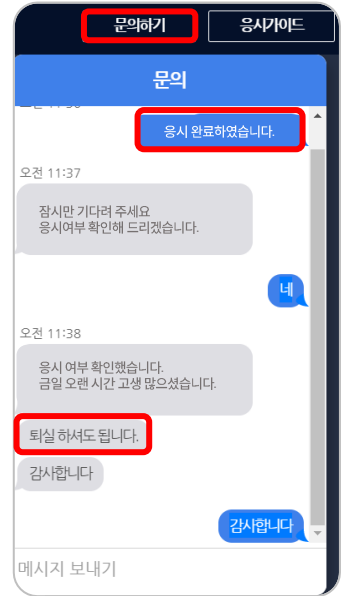 문의하기
응시가이드
문의
응시 완료하였습니다.
오전 11:37
잠시만 기다려 주세요
응시여부 확인해 드리겠습니다.
네
오전 11:38
응시 여부 확인했습니다.
금일 오랜 시간 고생 많으셨습니다.
퇴실 하셔도 됩니다.
감사합니다
감사합니다
메시지 보내기